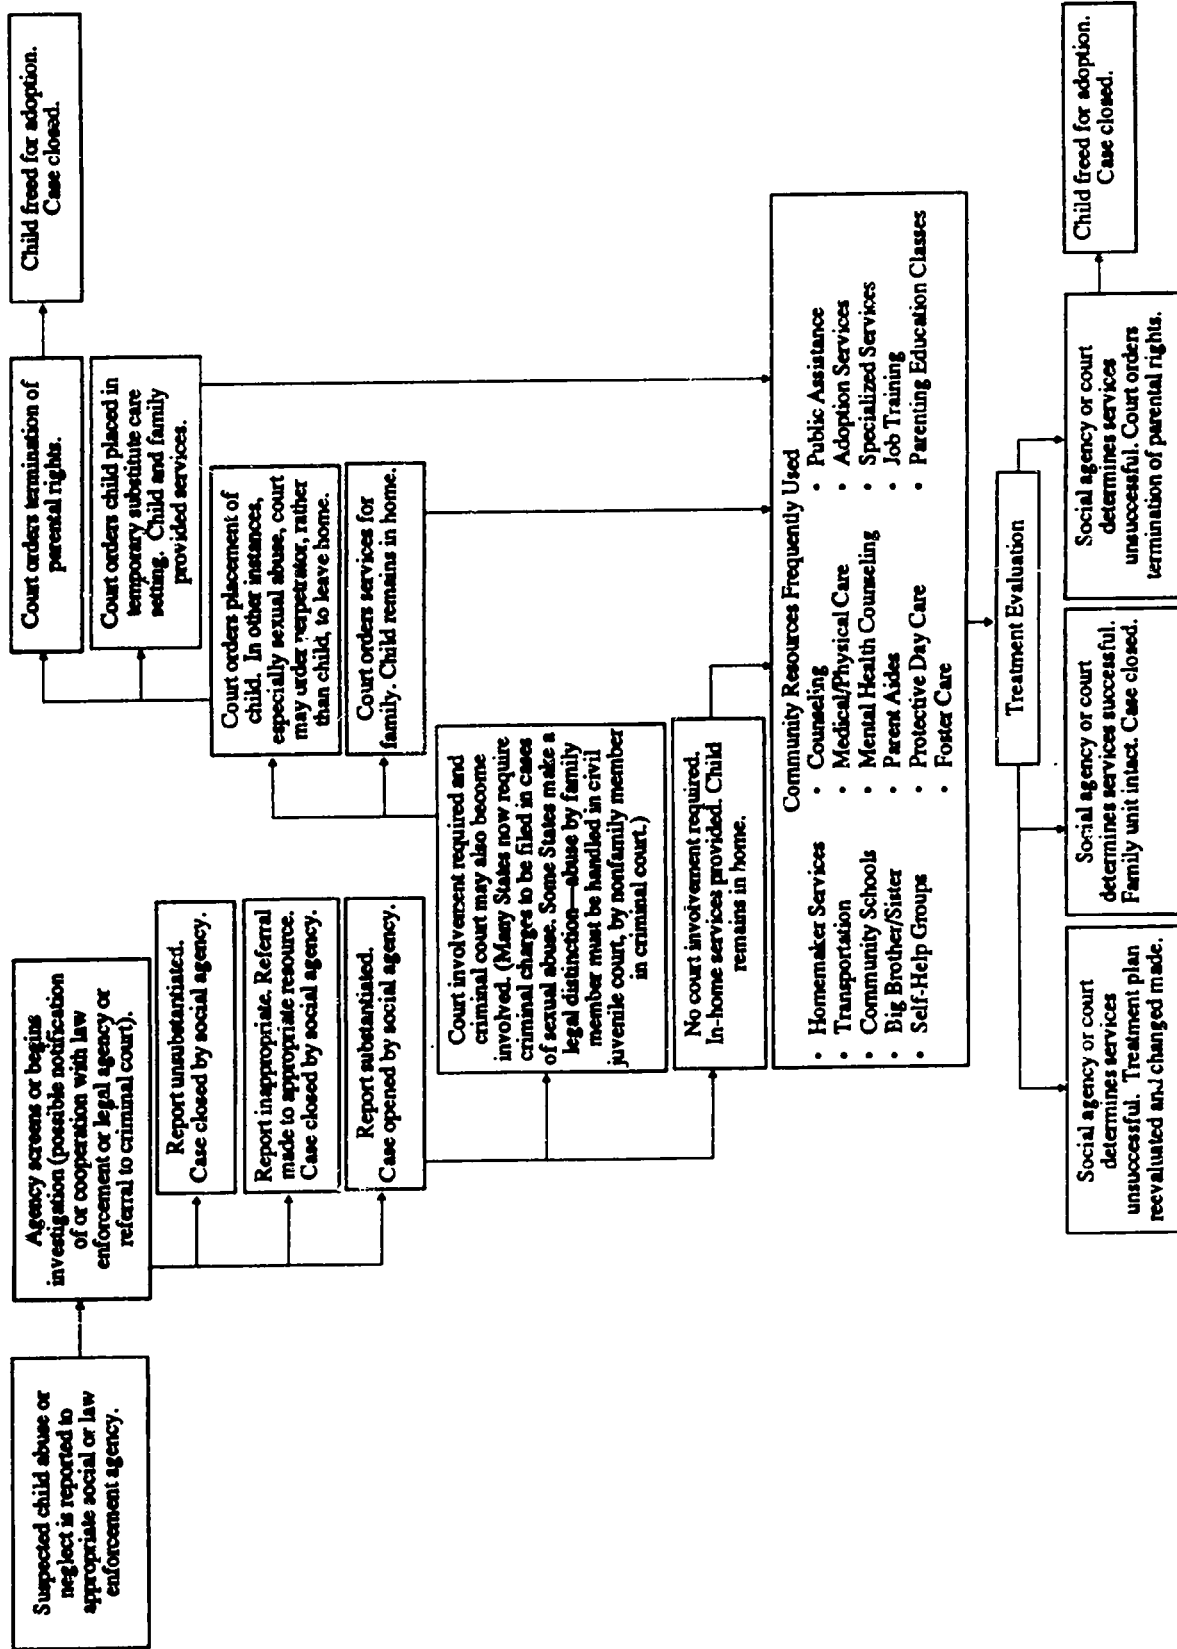 Suspected child abuse or
neglect is reported to
appropriate social or law
enforcement agency.
Agency screens or begins
investigation (possible notification
of or cooperation with law
enforcement or legal agency or
referral to criminal court).
Report unsubstantiated.
Case closed by social agency.
Report inappropriate. Referral
made to appropriate resource.
Case closed by social agency.
Report substantiated.
Case opened by social agency.
Court involvement required and
criminal court may also become
involved. (Many States now require
criminal charges to be filed in cases
of sexual abuse. Some States make a
legal distinction—abuse by family
member must be handled in civil
juvenile court, by nonfamily member
in criminal court.)
No court involvement required.
In-home services provided. Child
remains in home.
Court orders placement of
child. In other instances,
especially sexual abuse, court
may order perpetrator, rather
than child, to leave home.
Court orders services for
family. Child remains in home.
Court orders termination of
parental rights.
Court orders child placed in
temporary substitute care
setting. Child and family
provided services.
Child freed for adoption.
Case closed.
Community Resources Frequently Used
• Homemaker Services
• Transportation
• Community Schools
• Big Brother/Sister
• Self-Help Groups
• Counseling
• Medical/Physical Care
• Mental Health Counseling
• Parent Aides
• Protective Day Care
• Foster Care
• Public Assistance
• Adoption Services
• Specialized Services
• Job Training
• Parenting Education Classes
Treatment Evaluation
Social agency or court
determines services
unsuccessful. Treatment plan
reevaluated and changed made.
Social agency or court
determines services successful.
Family unit intact. Case closed.
Social agency or court
determines services
unsuccessful. Court orders
termination of parental rights.
Child freed for adoption.
Case closed.